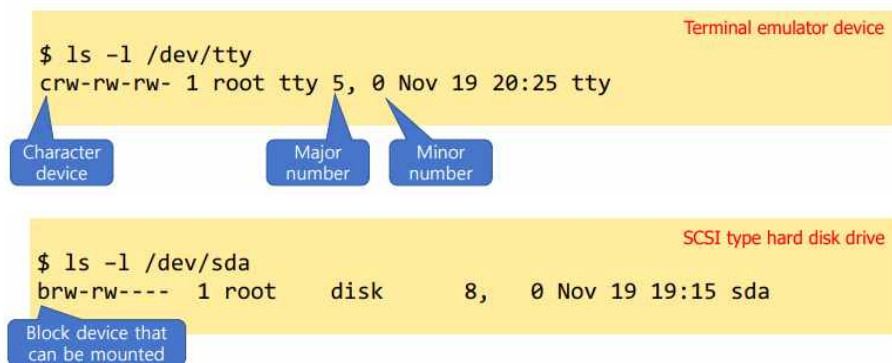 Terminal emulator device
$ ls –l /dev/tty
crw-rw-rw- 1 root tty 5, 0 Nov 19 20:25 tty
Character
device
Major
number
Minor
number
SCSI type hard disk drive
$ ls –l /dev/sda
brw-rw---- 1 root disk 8, 0 Nov 19 19:15 sda
Block device that
can be mounted